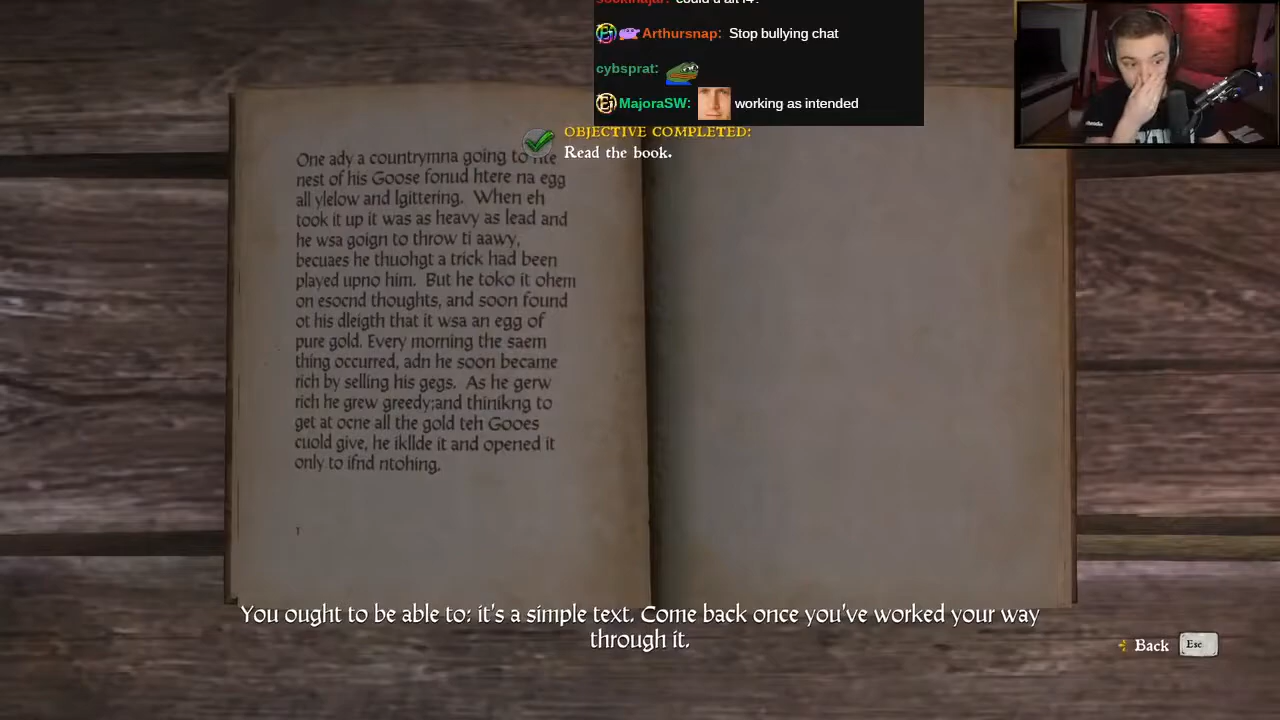 could u alt f4?
Arthursnap: Stop bullying chat
cybsprat:
MajoraSW: working as intended
OBJECTIVE COMPLETED:
Read the book.
One ady a countrymna going to hte
nest of his Goose fonud htere na egg
all ylelow and lgittering. When eh
took it up it was as heavy as lead and
he wsa goign to throw ti aawy,
becuaes he thuohgt a trick had been
played upno him. But he toko it ohem
on esocnd thoughts, and soon found
ot his dleigth that it wsa an egg of
pure gold. Every morning the saem
thing occurred, adn he soon became
rich by selling his gegs. As he gerw
rich he grew greedy;and thinikng to
get at ocne all the gold teh Gooes
cuold give, he ikllde it and opened it
only to ifnd ntohing.
1
You ought to be able to: it's a simple text. Come back once you've worked your way
through it.
Back Esc